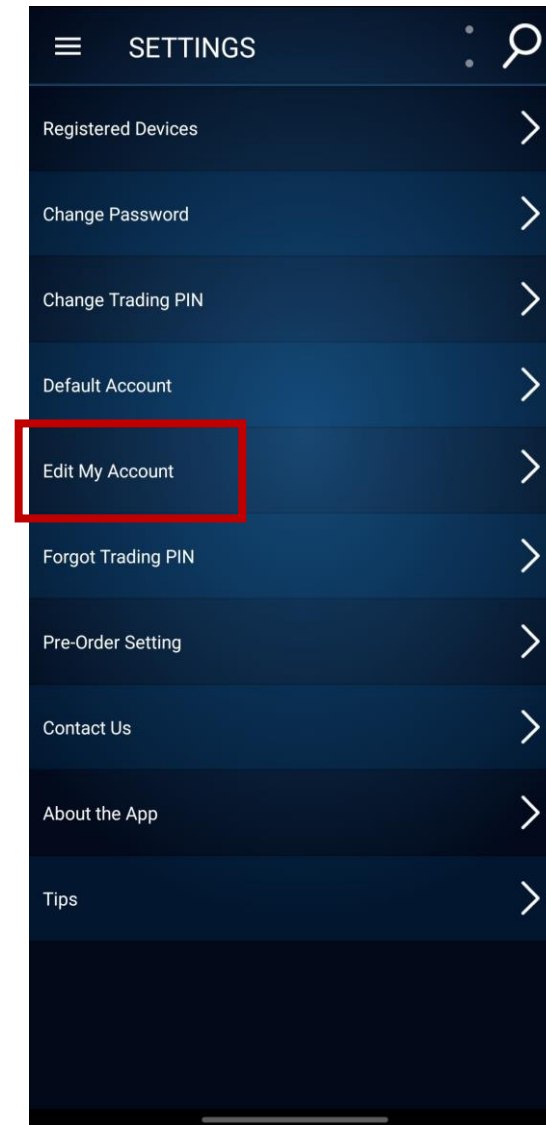 SETTINGS
Registered Devices
Change Password
Change Trading PIN
Default Account
Edit My Account
Forgot Trading PIN
Pre-Order Setting
Contact Us
About the App
Tips